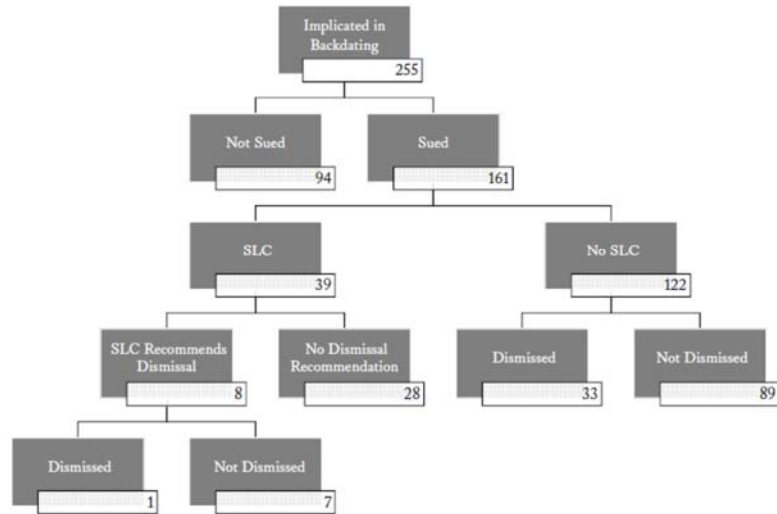 Implicated in
Backdating
255
Not Sued
94
Sued
161
SLC
39
No SLC
122
SLC Recommends
Dismissal
8
No Dismissal
Recommendation
28
Dismissed
33
Not Dismissed
89
Dismissed
1
Not Dismissed
7